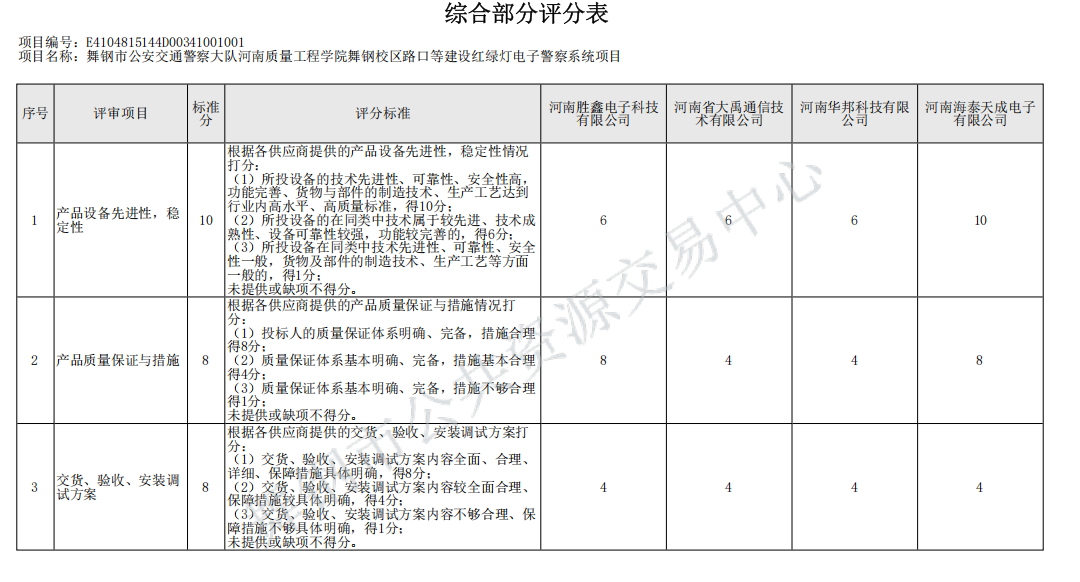 综合部分评分表
项目编号：E4104815144D00341001001
项目名称：舞钢市公安交通警察大队河南质量工程学院舞钢校区路口等建设红绿灯电子警察系统项目
序号
评审项目
标准
分
评分标准
河南胜鑫电子科技
有限公司
河南省大禹通信技
术有限公司
河南华邦科技有限
公司
河南海泰天成电子
有限公司
1
产品设备先进性，稳
定性
10
根据各供应商提供的产品设备先进性，稳定性情况
打分：
（1）所投设备的技术先进性、可靠性、安全性高，
功能完善、货物与部件的制造技术、生产工艺达到
行业内高水平、高质量标准，得10分；
（2）所投设备的在同类中技术属于较先进、技术成
熟性、设备可靠性较强，功能较完善的，得6分；
（3）所投设备在同类中技术先进性、可靠性、安全
性一般，货物及部件的制造技术、生产工艺等方面
一般的，得1分；
未提供或缺项不得分。
6
6
6
10
2
产品质量保证与措施
8
根据各供应商提供的产品质量保证与措施情况打
分：
（1）投标人的质量保证体系明确、完备，措施合理
得8分；
（2）质量保证体系基本明确、完备，措施基本合理
得4分；
（3）质量保证体系基本明确、完备，措施不够合理
得1分；
未提供或缺项不得分。
8
4
4
8
3
交货、验收、安装调
试方案
8
根据各供应商提供的交货、验收、安装调试方案打
分：
（1）交货、验收、安装调试方案内容全面、合理、
详细、保障措施具体明确，得8分；
（2）交货、验收、安装调试方案内容较全面合理、
保障措施较具体明确，得4分；
（3）交货、验收、安装调试方案内容不够合理、保
障措施不够具体明确，得1分；
未提供或缺项不得分。
4
4
4
4
舞钢市公共资源交易中心